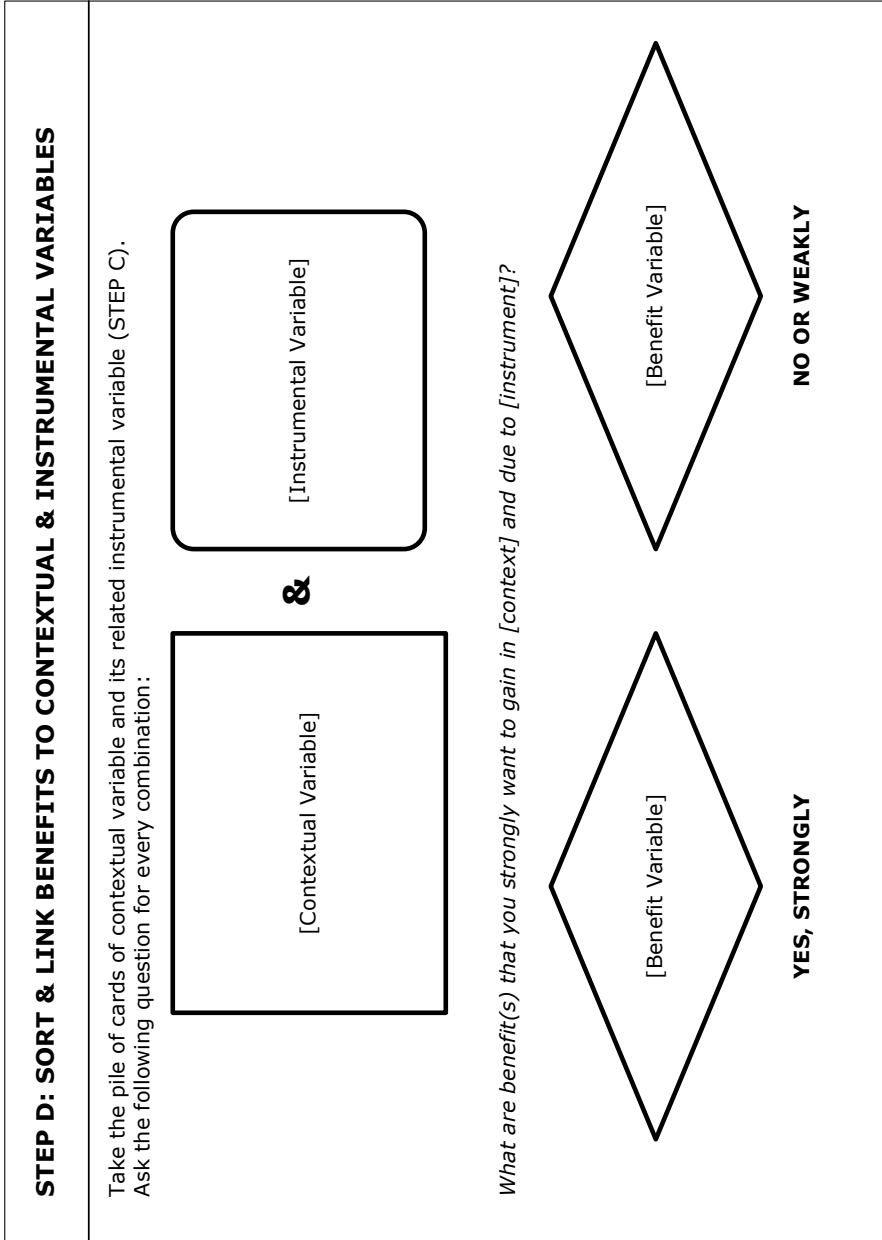 STEP D: SORT & LINK BENEFITS TO CONTEXTUAL & INSTRUMENTAL VARIABLES
Take the pile of cards of contextual variable and its related instrumental variable (STEP C).
Ask the following question for every combination:
[Contextual Variable]
&
[Instrumental Variable]
What are benefit(s) that you strongly want to gain in [context] and due to [instrument]?
[Benefit Variable]
[Benefit Variable]
YES, STRONGLY
NO OR WEAKLY